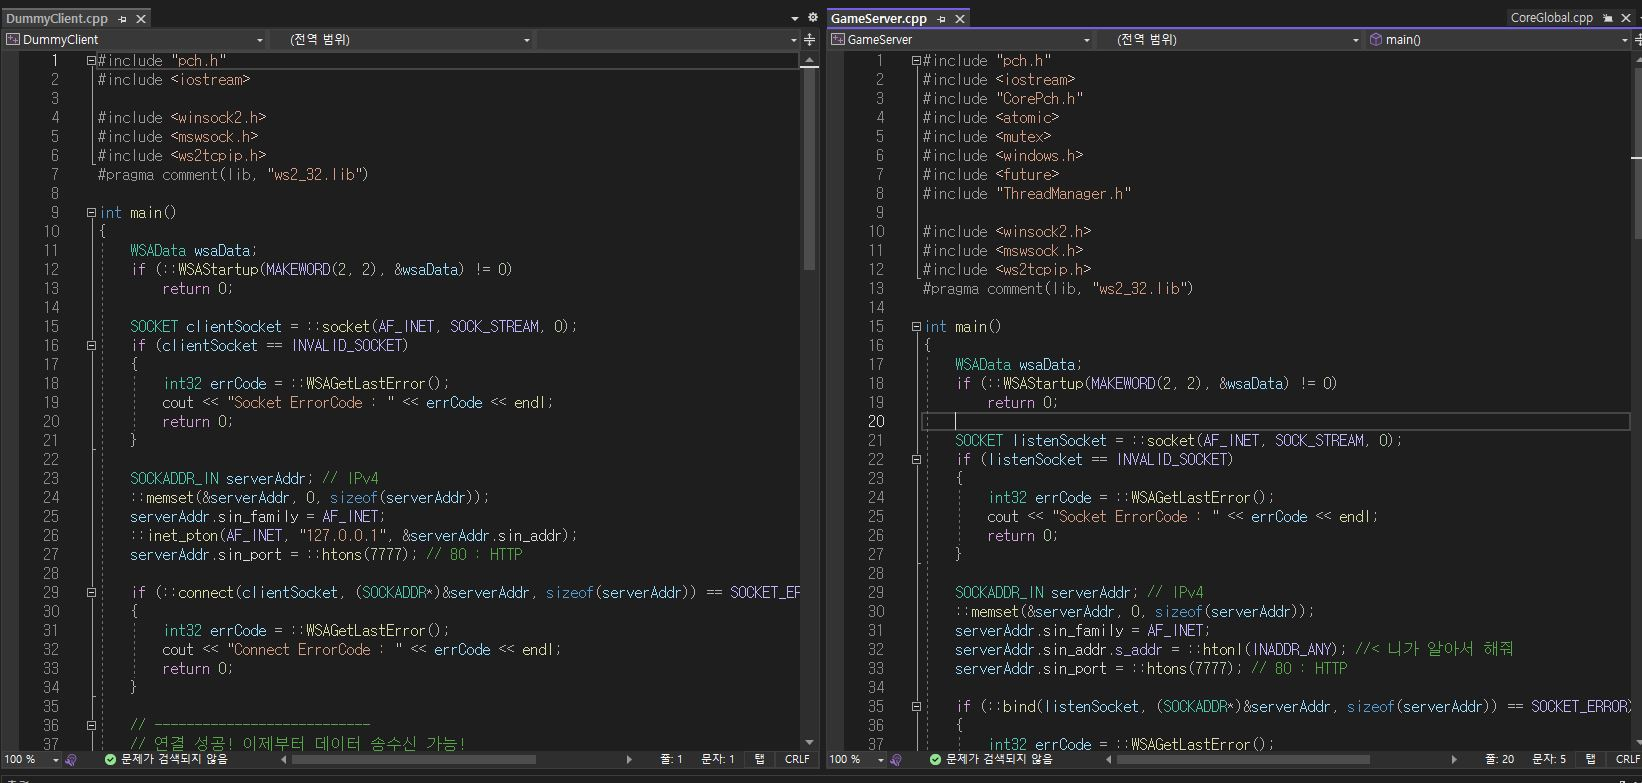 DummyClient.cpp
DummyClient
(전역 범위)
1 #include "pch.h"
2 #include <iostream>
3
4 #include <winsock2.h>
5 #include <mswsock.h>
6 #include <ws2tcpip.h>
7 #pragma comment(lib, "ws2_32.lib")
8
9 int main()
10 {
11 WSAData wsaData;
12 if (::WSAStartup(MAKEWORD(2, 2), &wsaData) != 0)
13 return 0;
14
15 SOCKET clientSocket = ::socket(AF_INET, SOCK_STREAM, 0);
16 if (clientSocket == INVALID_SOCKET)
17 {
18 int32 errCode = ::WSAGetLastError();
19 cout << "Socket ErrorCode : " << errCode << endl;
20 return 0;
21 }
22
23 SOCKADDR_IN serverAddr; // IPv4
24 ::memset(&serverAddr, 0, sizeof(serverAddr));
25 serverAddr.sin_family = AF_INET;
26 ::inet_pton(AF_INET, "127.0.0.1", &serverAddr.sin_addr);
27 serverAddr.sin_port = ::htons(7777); // 80 : HTTP
28
29 if (::connect(clientSocket, (SOCKADDR*)&serverAddr, sizeof(serverAddr)) == SOCKET_EF
30 {
31 int32 errCode = ::WSAGetLastError();
32 cout << "Connect ErrorCode : " << errCode << endl;
33 return 0;
34 }
35
36 // ---------------------------
37 // 연결 성공! 이제부터 데이터 송수신 가능!
100 %
문제가 검색되지 않음
줄: 1
문자: 1
탭
CRLF
GameServer.cpp
CoreGlobal.cpp
GameServer
(전역 범위)
main()
1 #include "pch.h"
2 #include <iostream>
3 #include "CorePch.h"
4 #include <atomic>
5 #include <mutex>
6 #include <windows.h>
7 #include <future>
8 #include "ThreadManager.h"
9
10 #include <winsock2.h>
11 #include <mswsock.h>
12 #include <ws2tcpip.h>
13 #pragma comment(lib, "ws2_32.lib")
14
15 int main()
16 {
17 WSAData wsaData;
18 if (::WSAStartup(MAKEWORD(2, 2), &wsaData) != 0)
19 return 0;
20
21 SOCKET listenSocket = ::socket(AF_INET, SOCK_STREAM, 0);
22 if (listenSocket == INVALID_SOCKET)
23 {
24 int32 errCode = ::WSAGetLastError();
25 cout << "Socket ErrorCode : " << errCode << endl;
26 return 0;
27 }
28
29 SOCKADDR_IN serverAddr; // IPv4
30 ::memset(&serverAddr, 0, sizeof(serverAddr));
31 serverAddr.sin_family = AF_INET;
32 serverAddr.sin_addr.s_addr = ::htonl(INADDR_ANY); //< 니가 알아서 해줘
33 serverAddr.sin_port = ::htons(7777); // 80 : HTTP
34
35 if (::bind(listenSocket, (SOCKADDR*)&serverAddr, sizeof(serverAddr)) == SOCKET_ERROR)
36 {
37 int32 errCode = ::WSAGetLastError();
100 %
문제가 검색되지 않음
줄: 20
문자: 5
탭
CRLF